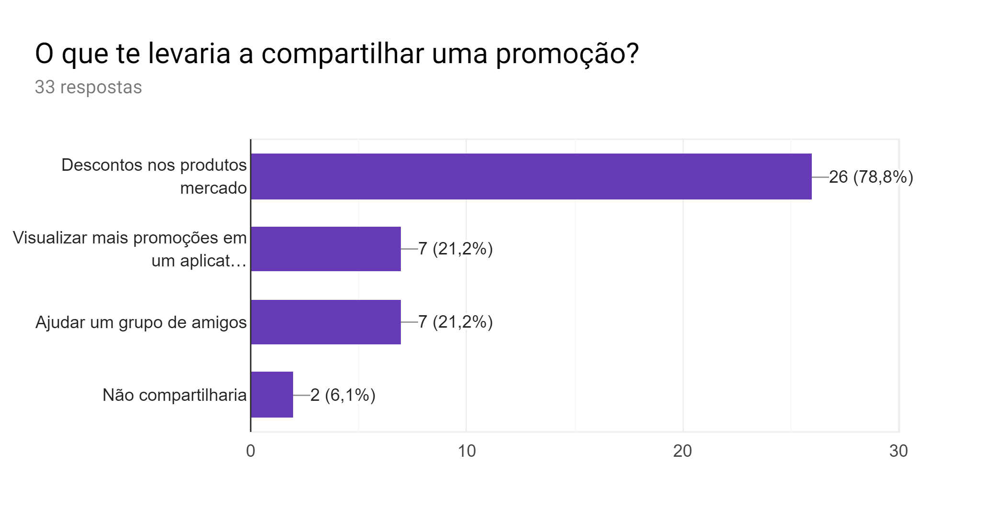 O que te levaria a compartilhar uma promoção?
33 respostas
Descontos nos produtos
mercado
26 (78,8%)
Visualizar mais promoções em
um aplicat…
7 (21,2%)
Ajudar um grupo de amigos
7 (21,2%)
Não compartilharia
2 (6,1%)
0
10
20
30